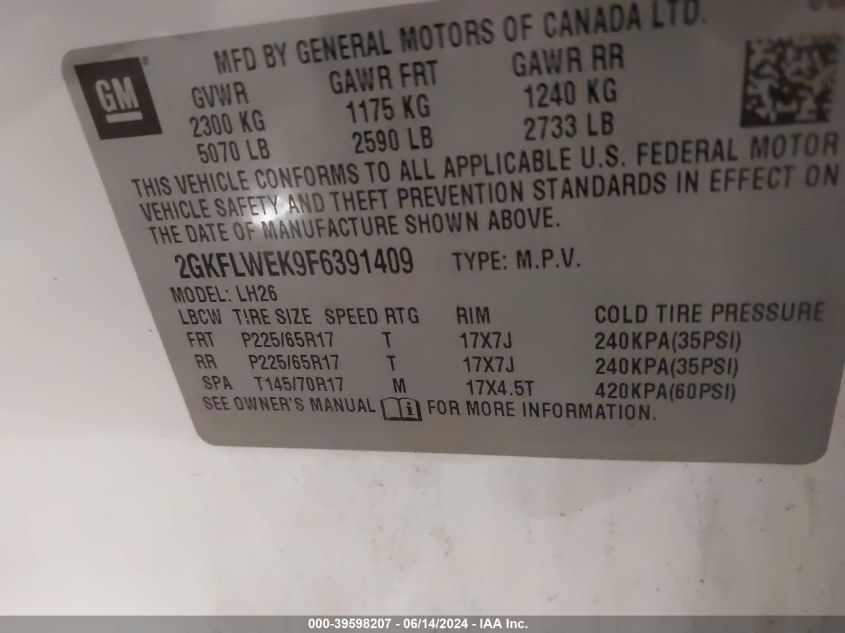 MFD BY GENERAL MOTORS OF CANADA LTD.
GM
GVWR GAWR FRT GAWR RR
2300 KG 1175 KG 1240 KG
5070 LB 2590 LB 2733 LB
THIS VEHICLE CONFORMS TO ALL APPLICABLE U.S. FEDERAL MOTOR
VEHICLE SAFETY AND THEFT PREVENTION STANDARDS IN EFFECT ON
THE DATE OF MANUFACTURE SHOWN ABOVE.
2GKFLWEK9F6391409 TYPE: M.P.V.
MODEL: LH26
LBCW TIRE SIZE SPEED RTG RIM COLD TIRE PRESSURE
FRT P225/65R17 T 17X7J 240KPA(35PSI)
RR P225/65R17 T 17X7J 240KPA(35PSI)
SPA T145/70R17 M 17X4.5T 420KPA(60PSI)
SEE OWNER'S MANUAL i FOR MORE INFORMATION.
000-39598207 - 06/14/2024 - IAA Inc.